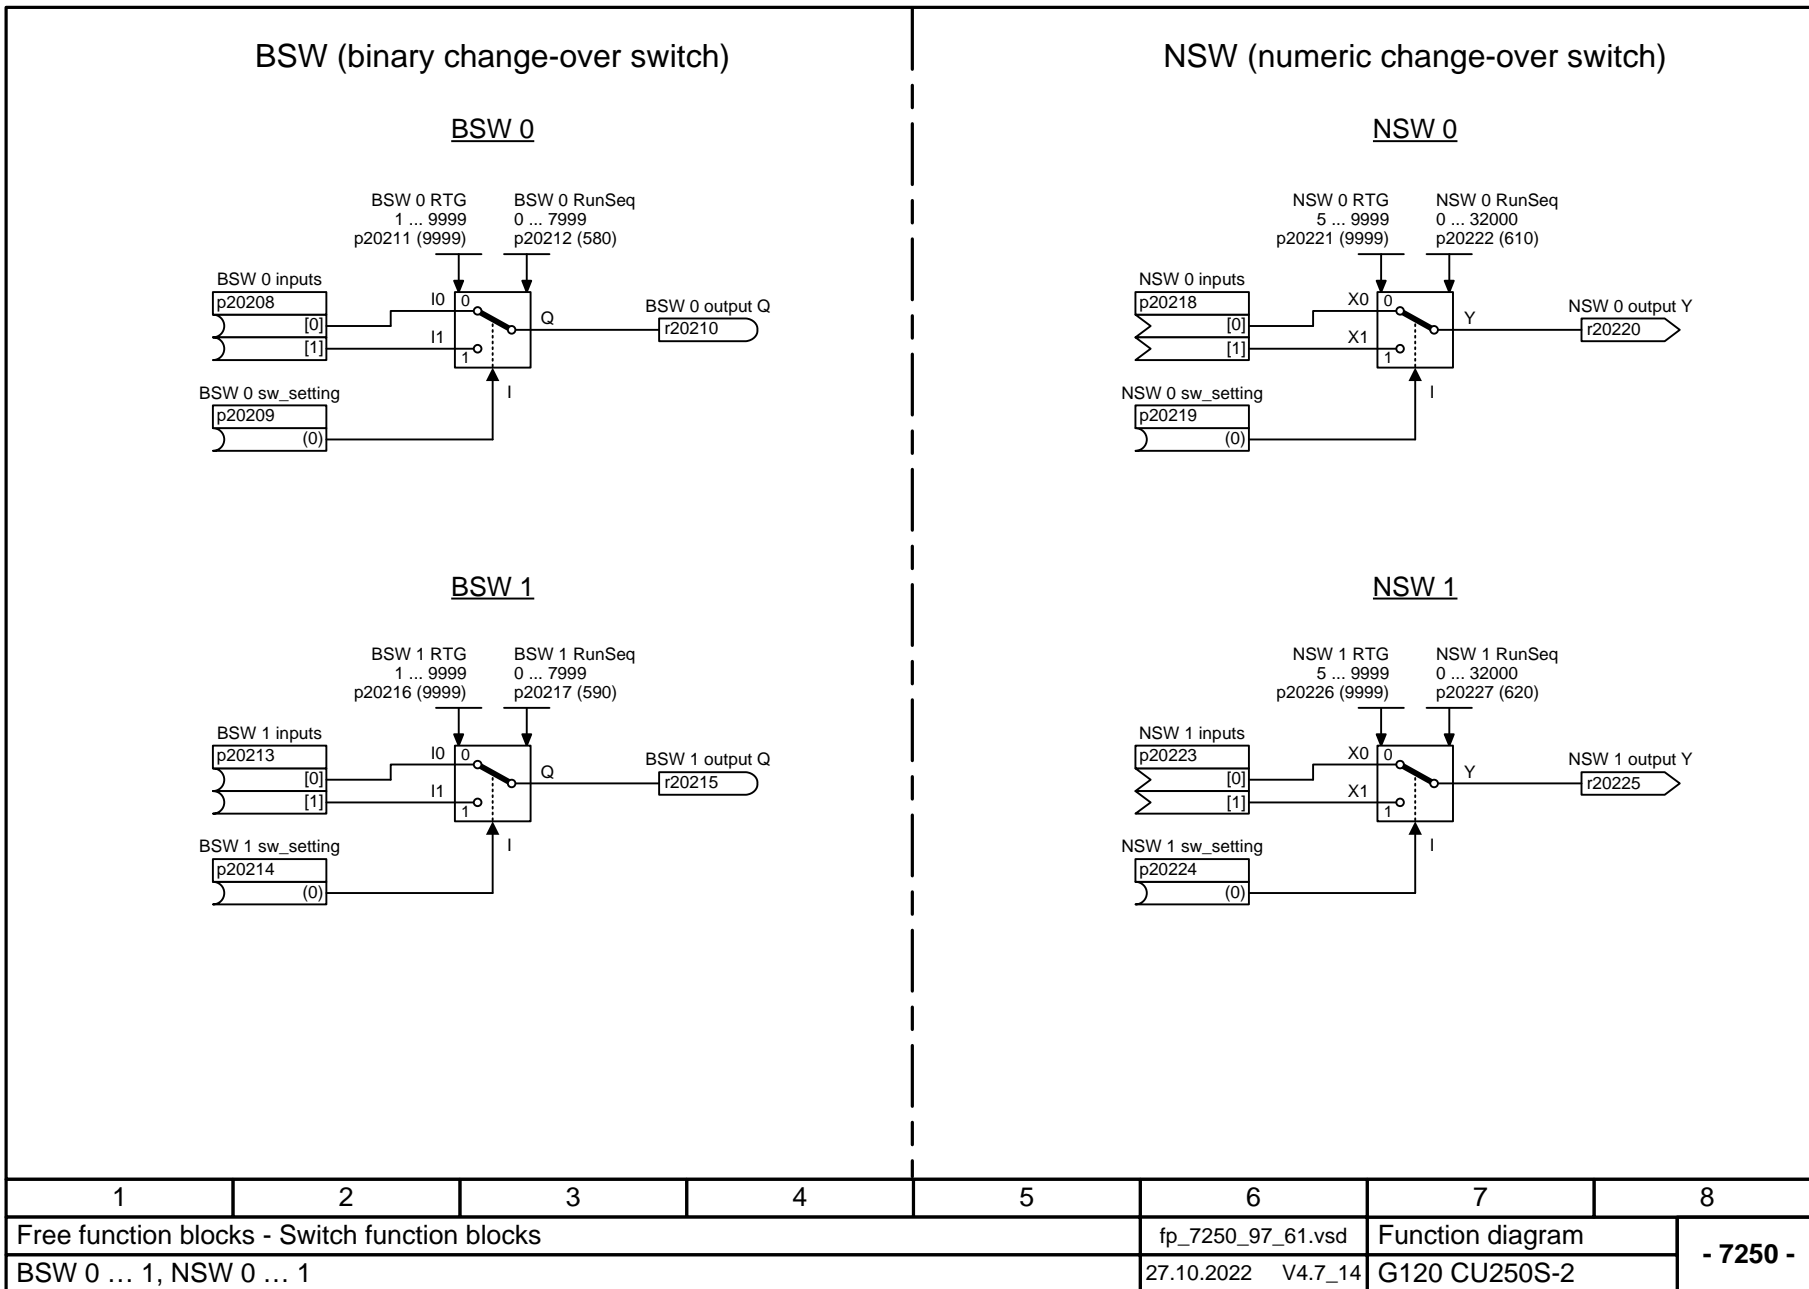 BSW (binary change-over switch)
BSW 0
BSW 0 RTG
1 ... 9999
p20211 (9999)
BSW 0 RunSeq
0 ... 7999
p20212 (580)
BSW 0 inputs
p20208
[0]
[1]
I0
I1
0
1
Q
BSW 0 output Q
r20210
BSW 0 sw_setting
p20209
(0)
I
BSW 1
BSW 1 RTG
1 ... 9999
p20216 (9999)
BSW 1 RunSeq
0 ... 7999
p20217 (590)
BSW 1 inputs
p20213
[0]
[1]
I0
I1
0
1
Q
BSW 1 output Q
r20215
BSW 1 sw_setting
p20214
(0)
I
NSW (numeric change-over switch)
NSW 0
NSW 0 RTG
5 ... 9999
p20221 (9999)
NSW 0 RunSeq
0 ... 32000
p20222 (610)
NSW 0 inputs
p20218
[0]
[1]
X0
X1
0
1
Y
NSW 0 output Y
r20220
NSW 0 sw_setting
p20219
(0)
I
NSW 1
NSW 1 RTG
5 ... 9999
p20226 (9999)
NSW 1 RunSeq
0 ... 32000
p20227 (620)
NSW 1 inputs
p20223
[0]
[1]
X0
X1
0
1
Y
NSW 1 output Y
r20225
NSW 1 sw_setting
p20224
(0)
I
1 2 3 4 5 6 7 8
Free function blocks - Switch function blocks
fp_7250_97_61.vsd
Function diagram
- 7250 -
BSW 0 … 1, NSW 0 … 1
27.10.2022 V4.7_14
G120 CU250S-2